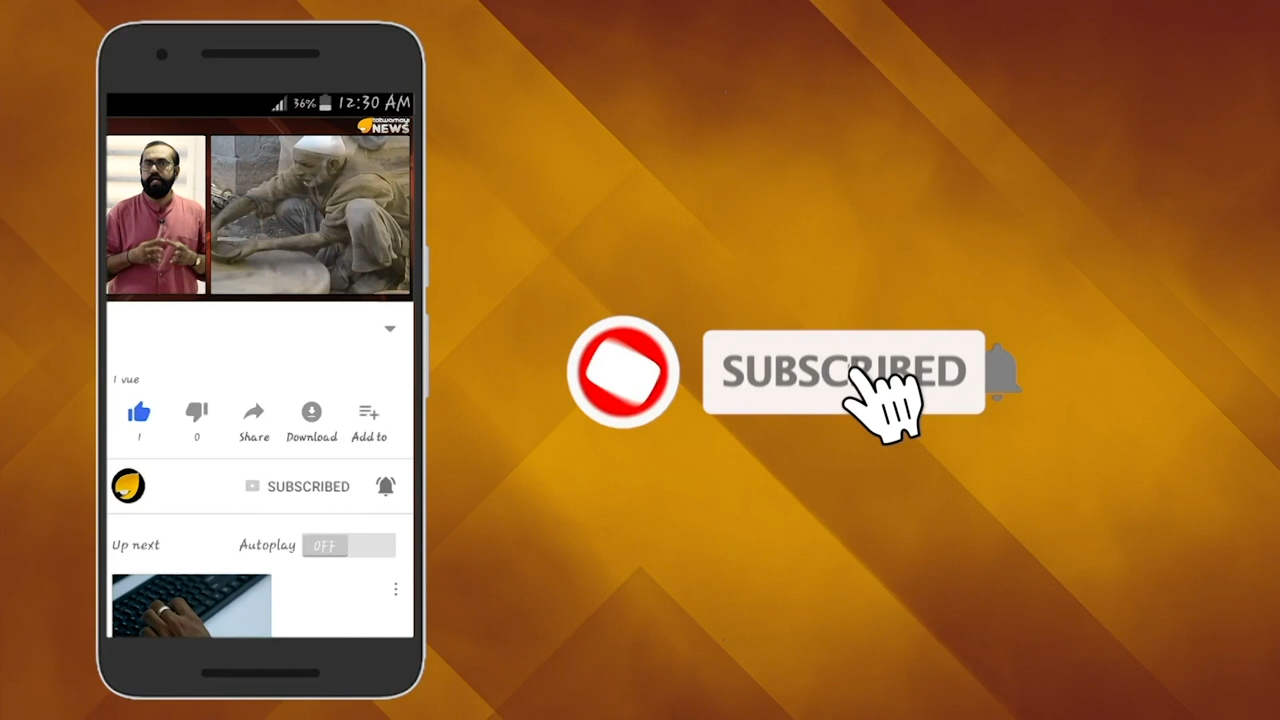 36% 12:30 AM
tatwamayi
NEWS
1 vue
1
0
Share
Download
Add to
SUBSCRIBED
Up next
Autoplay
OFF
SUBSCRIBED